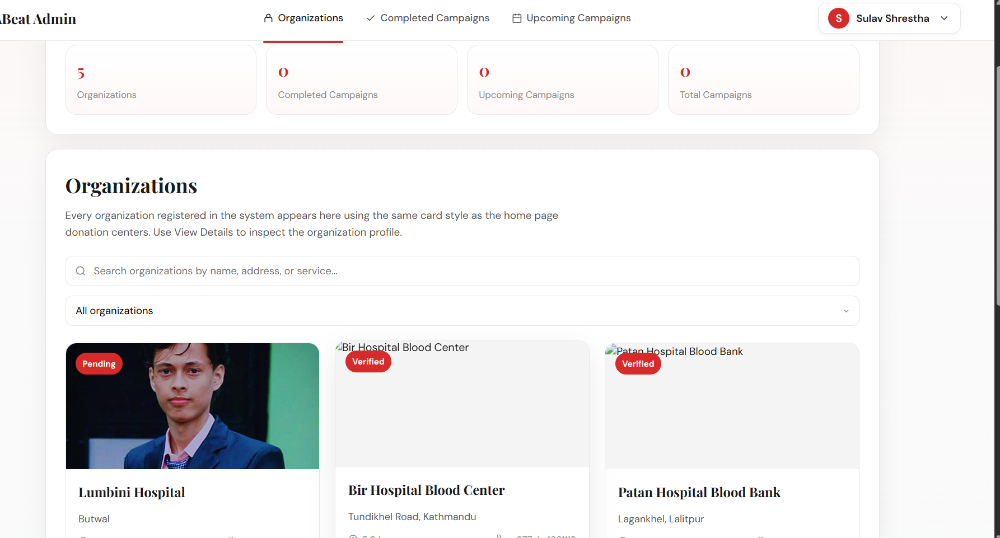 ABeat Admin
Organizations
Completed Campaigns
Upcoming Campaigns
S
Sulav Shrestha
5
Organizations
0
Completed Campaigns
0
Upcoming Campaigns
0
Total Campaigns
Organizations
Every organization registered in the system appears here using the same card style as the home page
donation centers. Use View Details to inspect the organization profile.
Search organizations by name, address, or service...
All organizations
Pending
Bir Hospital Blood Center
Verified
Patan Hospital Blood Bank
Verified
Lumbini Hospital
Butwal
Bir Hospital Blood Center
Tundikhel Road, Kathmandu
Patan Hospital Blood Bank
Lagankhel, Lalitpur